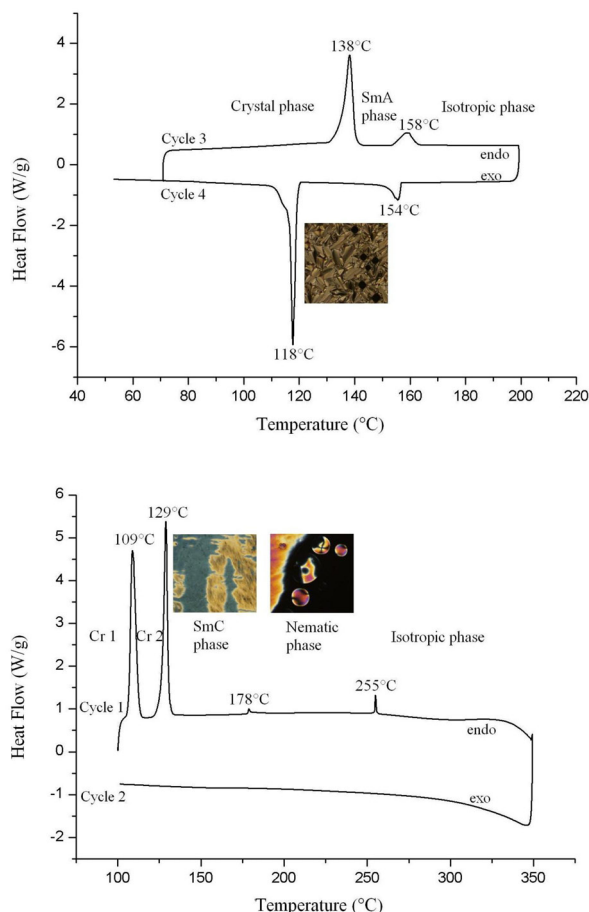 4
2
0
-2
-4
-6
Heat Flow (W/g)
138°C
Crystal phase
SmA
phase
158°C
Isotropic phase
Cycle 3
endo
exo
Cycle 4
154°C
118°C
40 60 80 100 120 140 160 180 200 220
Temperature (°C)
6
5
4
3
2
1
0
-1
-2
Heat Flow (W/g)
129°C
109°C
Cr 1
Cr 2
SmC
phase
Nematic
phase
Isotropic phase
178°C
255°C
Cycle 1
endo
Cycle 2
exo
100 150 200 250 300 350
Temperature (°C)